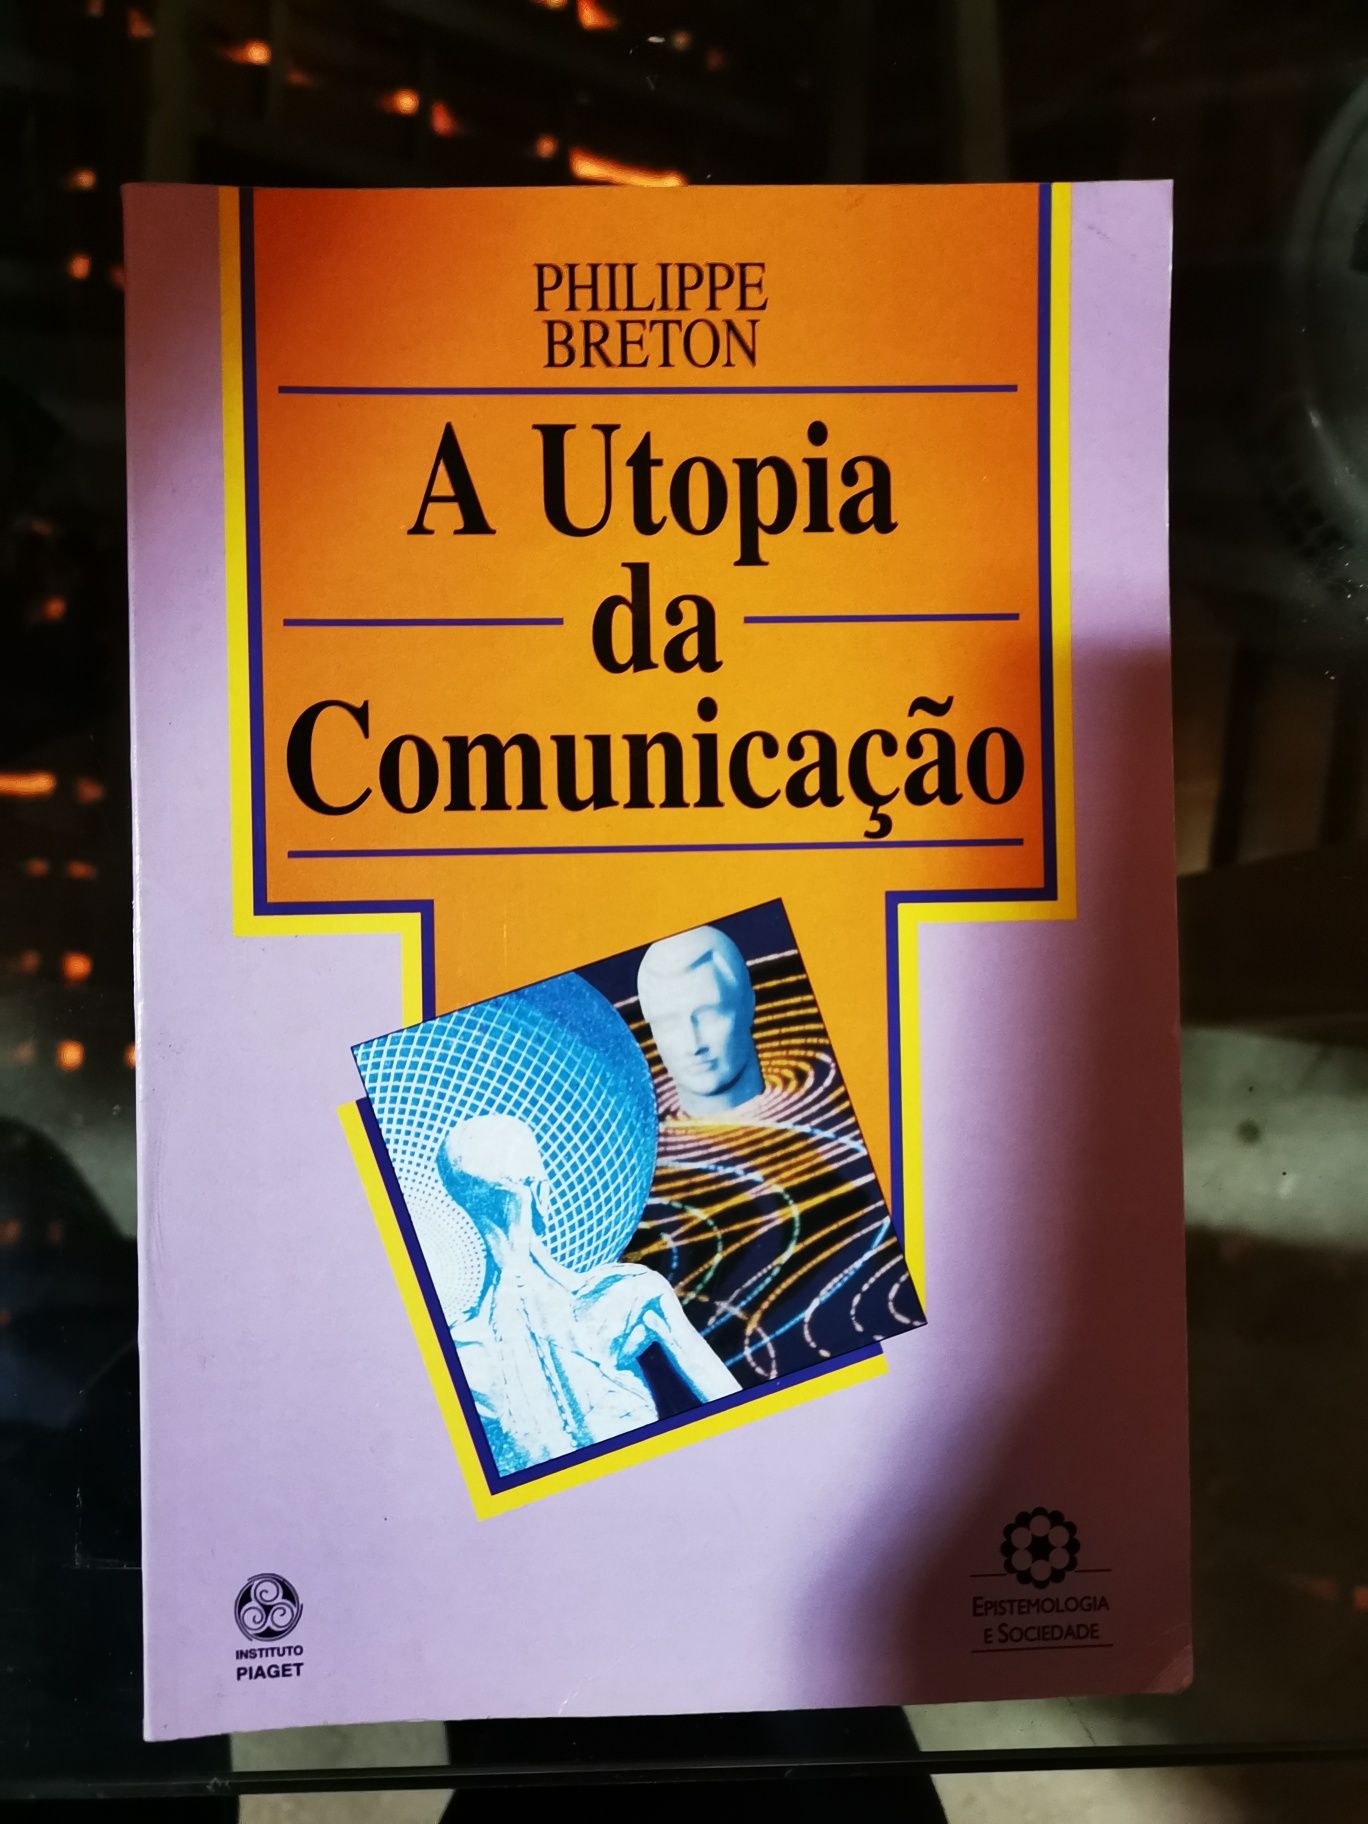 PHILIPPE
BRETON
A Utopia
da
Comunicação
INSTITUTO
PIAGET
EPISTEMOLOGIA
E SOCIEDADE